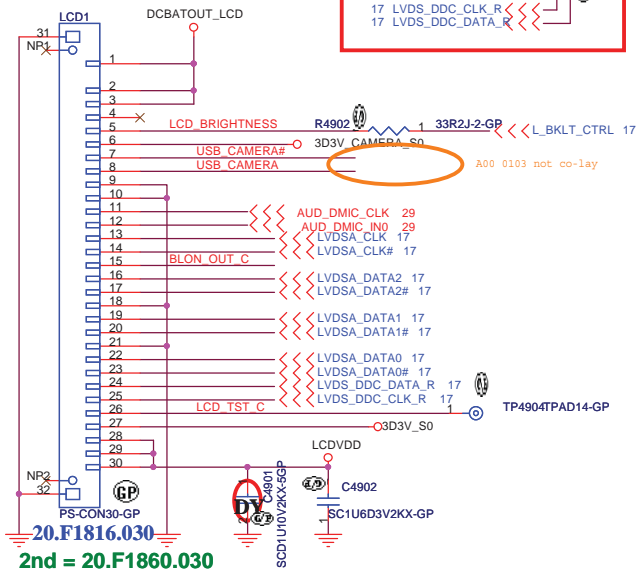 17 LVDS_DDC_CLK_R
17 LVDS_DDC_DATA_R
DCBATOUT_LCD
LCD1
31
NP1
1
2
3
4
5 LCD_BRIGHTNESS R4902 1 33R2J-2-GP L_BKLT_CTRL 17
6 3D3V_CAMERA_S0
7 USB_CAMERA#
8 USB_CAMERA
A00 0103 not co-lay
9
10
11 AUD_DMIC_CLK 29
12 AUD_DMIC_IN0 29
13 LVDSA_CLK 17
14 LVDSA_CLK# 17
15 BLON_OUT_C
16 LVDSA_DATA2 17
17 LVDSA_DATA2# 17
18
19 LVDSA_DATA1 17
20 LVDSA_DATA1# 17
21
22 LVDSA_DATA0 17
23 LVDSA_DATA0# 17
24 LVDS_DDC_DATA_R 17
25 LVDS_DDC_CLK_R 17
26 LCD_TST_C 1 TP4904 TPAD14-GP
27 3D3V_S0
28
29
30
LCDVDD
NP2
32
GP
PS-CON30-GP
20.F1816.030
2nd = 20.F1860.030
DY
C4901
SCD1U10V2KX-5GP
C4902
1
SC1U6D3V2KX-GP